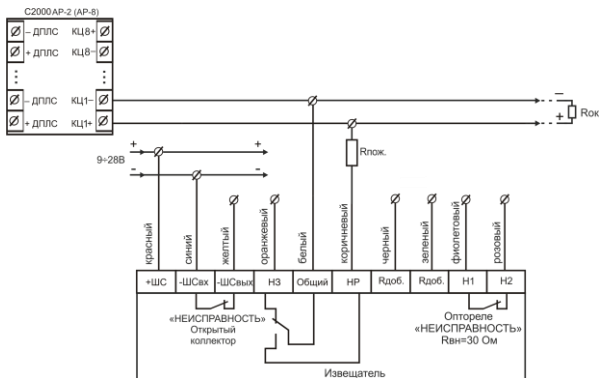 С2000 АР-2 (АР-8)
– ДПЛС КЦ8+
+ ДПЛС КЦ8–
– ДПЛС КЦ1–
+ ДПЛС КЦ1+
–
+
Rок
+ +
9÷28В
- -
Rпож.
красный
синий
желтый
оранжевый
белый
коричневый
черный
зеленый
фиолетовый
розовый
+ШС -ШСвх -ШСвых НЗ Общий НР Rдоб. Rдоб. Н1 Н2
«НЕИСПРАВНОСТЬ»
Открытый
коллектор
Оптореле
«НЕИСПРАВНОСТЬ»
Rвн=30 Ом
Извещатель